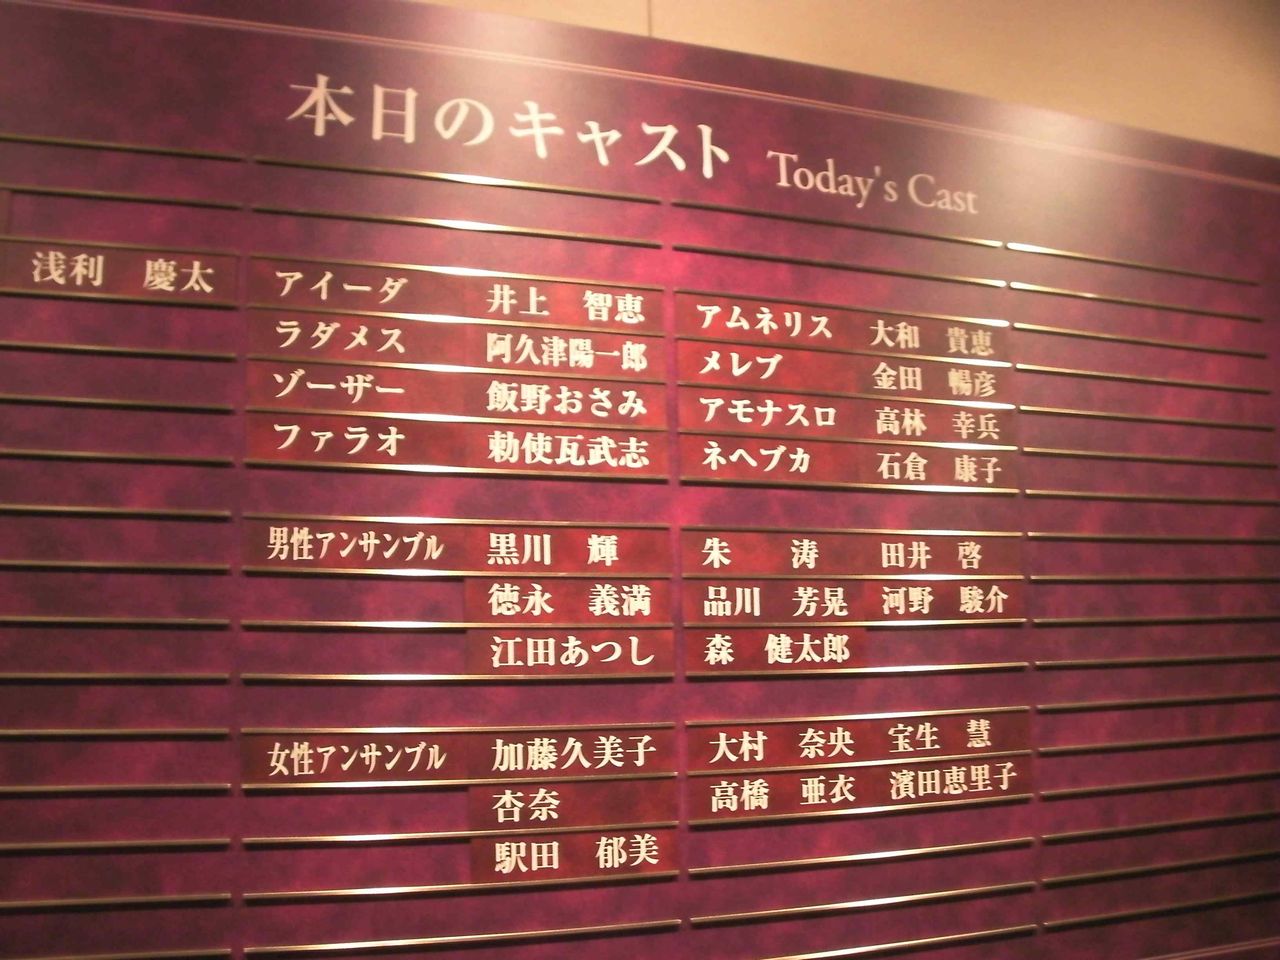 本日のキャスト Today's Cast
浅利 慶太
アイーダ 井上 智恵 アムネリス 大和 貴恵
ラダメス 阿久津陽一郎 メレブ 金田 暢彦
ゾーザー 飯野おさみ アモナスロ 高林 幸兵
ファラオ 勅使瓦武志 ネヘブカ 石倉 康子
男性アンサンブル 黒川 輝 朱 涛 田井 啓
徳永 義満 品川 芳晃 河野 駿介
江田あつし 森 健太郎
女性アンサンブル 加藤久美子 大村 奈央 宝生 慧
杏奈 高橋 亜衣 濱田恵里子
駅田 郁美